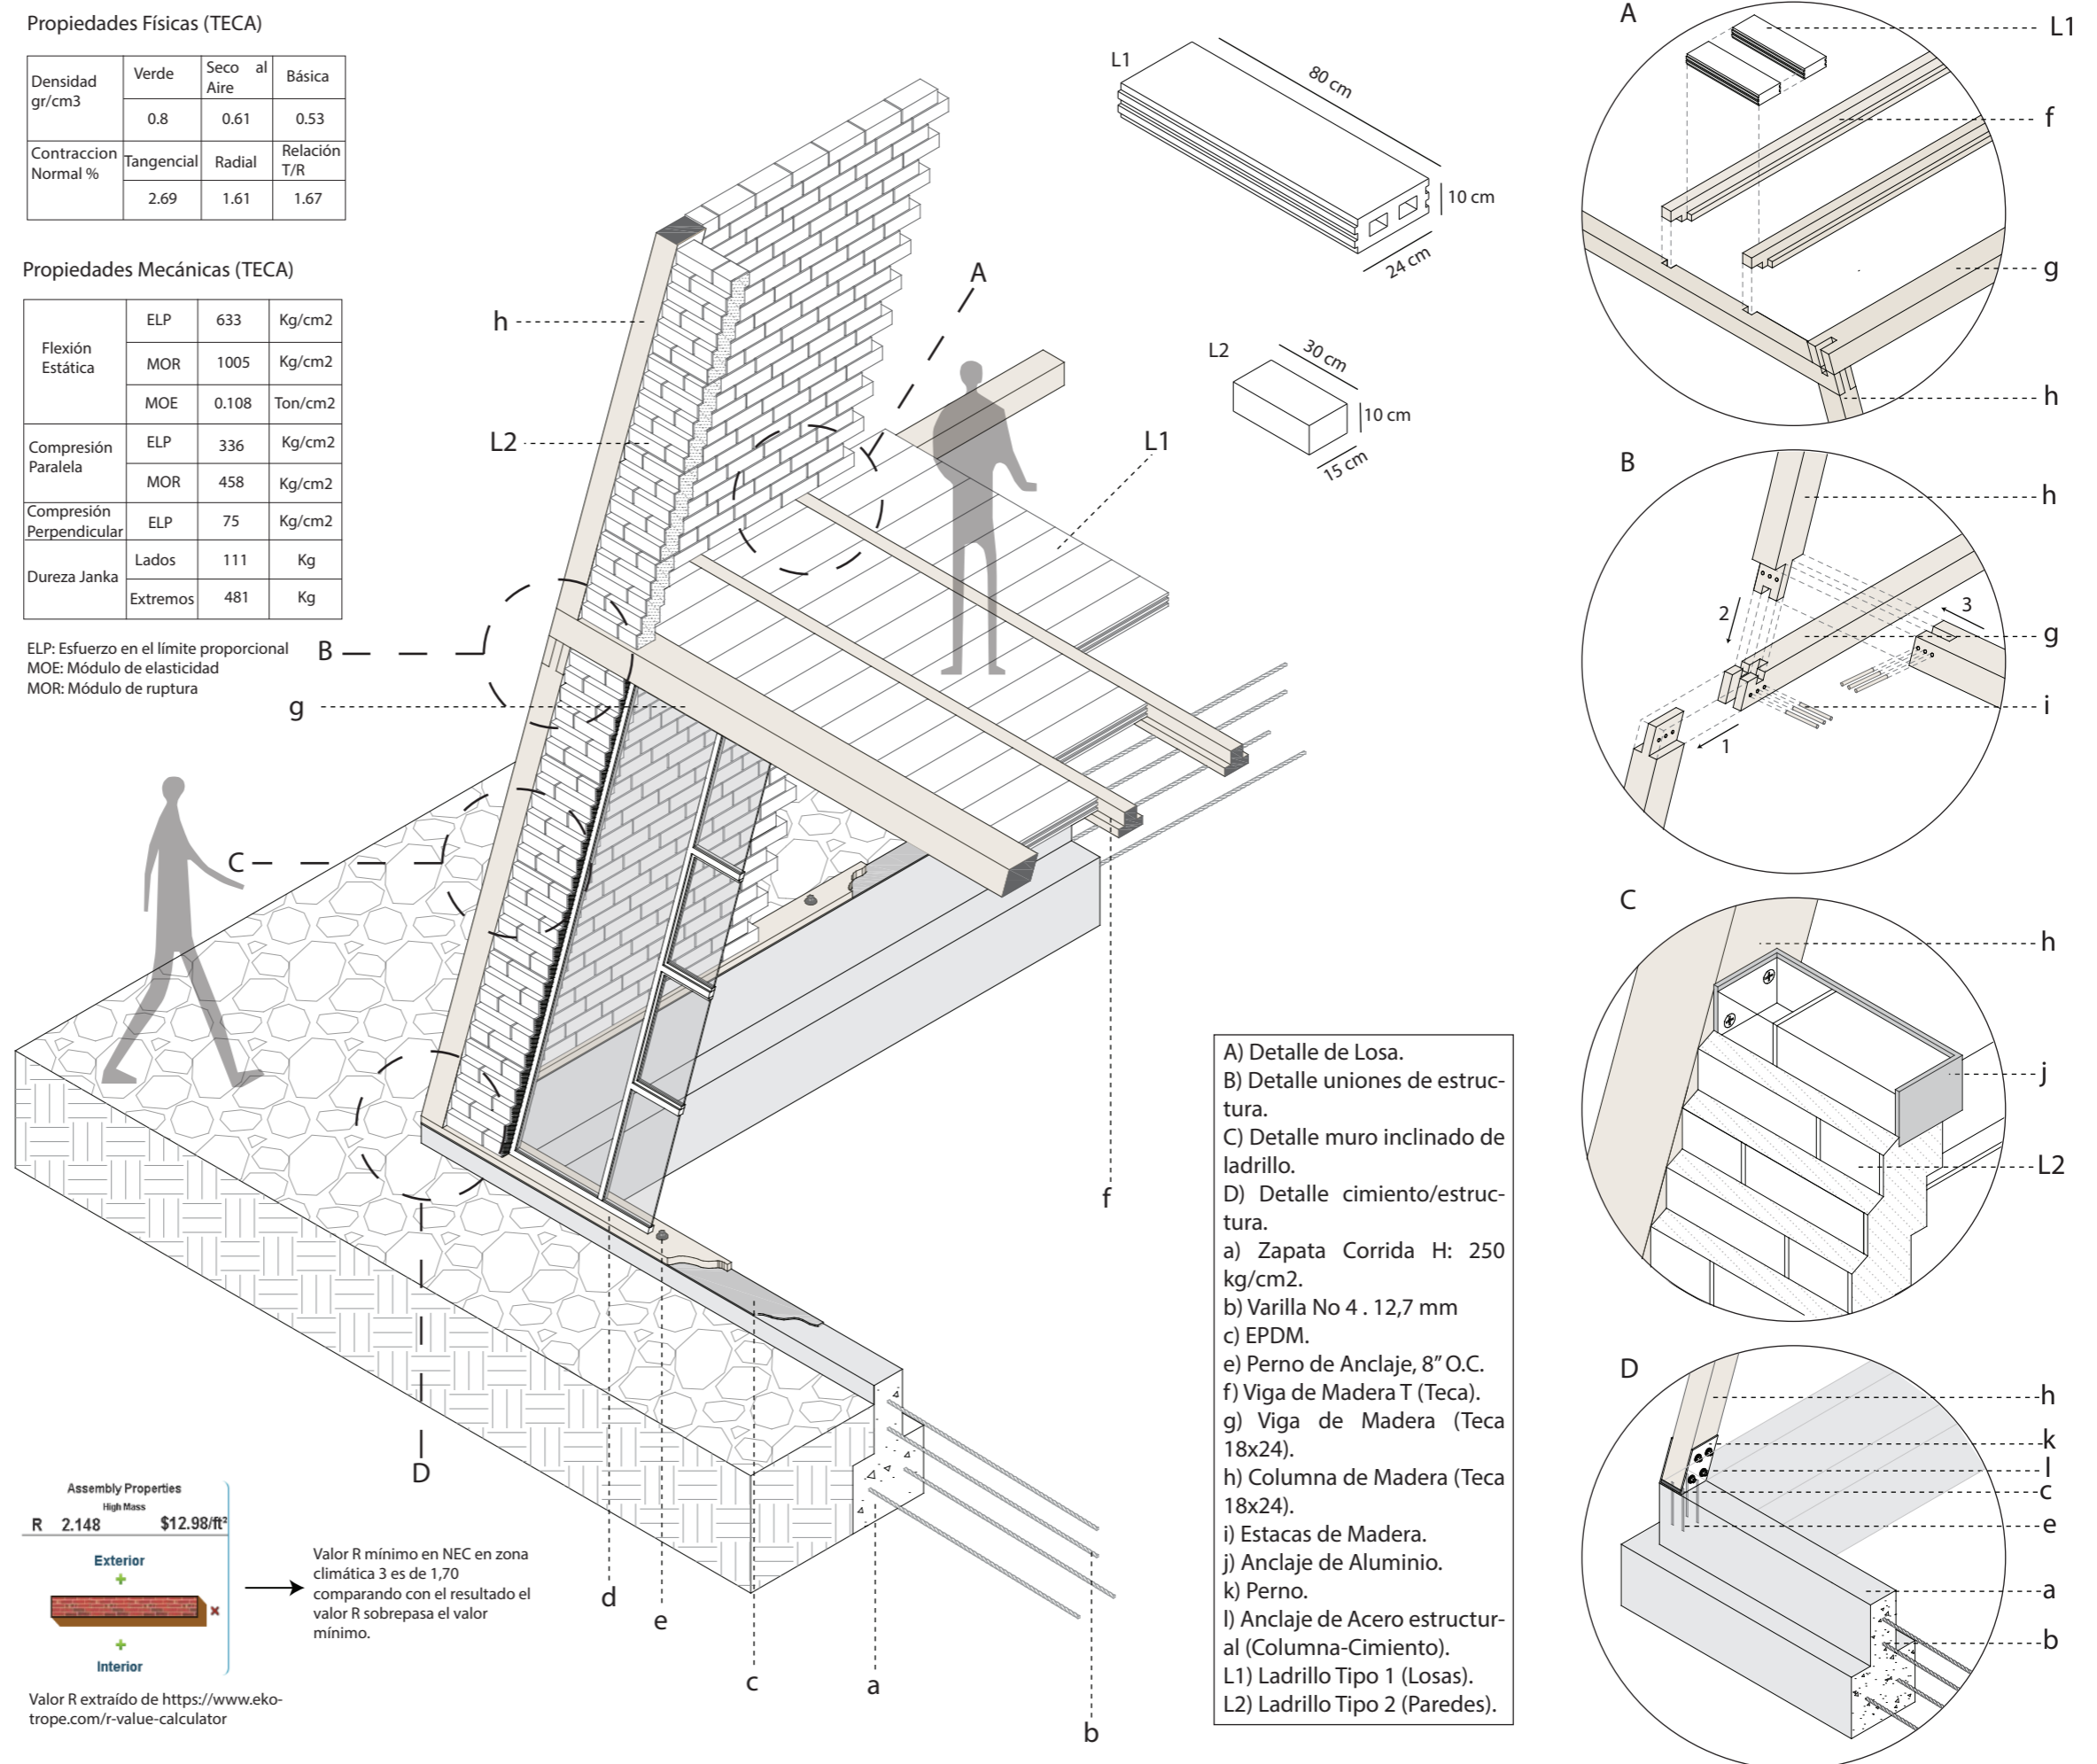 Propiedades Físicas (TECA)
Densidad
gr/cm3
Verde
Seco al
Aire
Básica
0.8
0.61
0.53
Contraccion
Normal %
Tangencial
Radial
Relación
T/R
2.69
1.61
1.67
Propiedades Mecánicas (TECA)
Flexión
Estática
ELP
633
Kg/cm2
MOR
1005
Kg/cm2
MOE
0.108
Ton/cm2
Compresión
Paralela
ELP
336
Kg/cm2
MOR
458
Kg/cm2
Compresión
Perpendicular
ELP
75
Kg/cm2
Dureza Janka
Lados
111
Kg
Extremos
481
Kg
ELP: Esfuerzo en el límite proporcional
MOE: Módulo de elasticidad
MOR: Módulo de ruptura
h
L2
B
g
C
D
A
L1
f
d
e
c
a
b
L1
80 cm
10 cm
24 cm
L2
30 cm
10 cm
15 cm
Assembly Properties
High Mass
R 2.148 $12.98/ft²
Exterior
Interior
Valor R mínimo en NEC en zona
climática 3 es de 1,70
comparando con el resultado el
valor R sobrepasa el valor
mínimo.
Valor R extraído de https://www.eko-
trope.com/r-value-calculator
A) Detalle de Losa.
B) Detalle uniones de estruc-
tura.
C) Detalle muro inclinado de
ladrillo.
D) Detalle cimiento/estruc-
tura.
a) Zapata Corrida H: 250
kg/cm2.
b) Varilla No 4 . 12,7 mm
c) EPDM.
e) Perno de Anclaje, 8” O.C.
f) Viga de Madera T (Teca).
g) Viga de Madera (Teca
18x24).
h) Columna de Madera (Teca
18x24).
i) Estacas de Madera.
j) Anclaje de Aluminio.
k) Perno.
l) Anclaje de Acero estructur-
al (Columna-Cimiento).
L1) Ladrillo Tipo 1 (Losas).
L2) Ladrillo Tipo 2 (Paredes).
A
L1
f
g
h
B
h
2
3
g
i
1
C
h
j
L2
D
h
k
l
c
e
a
b